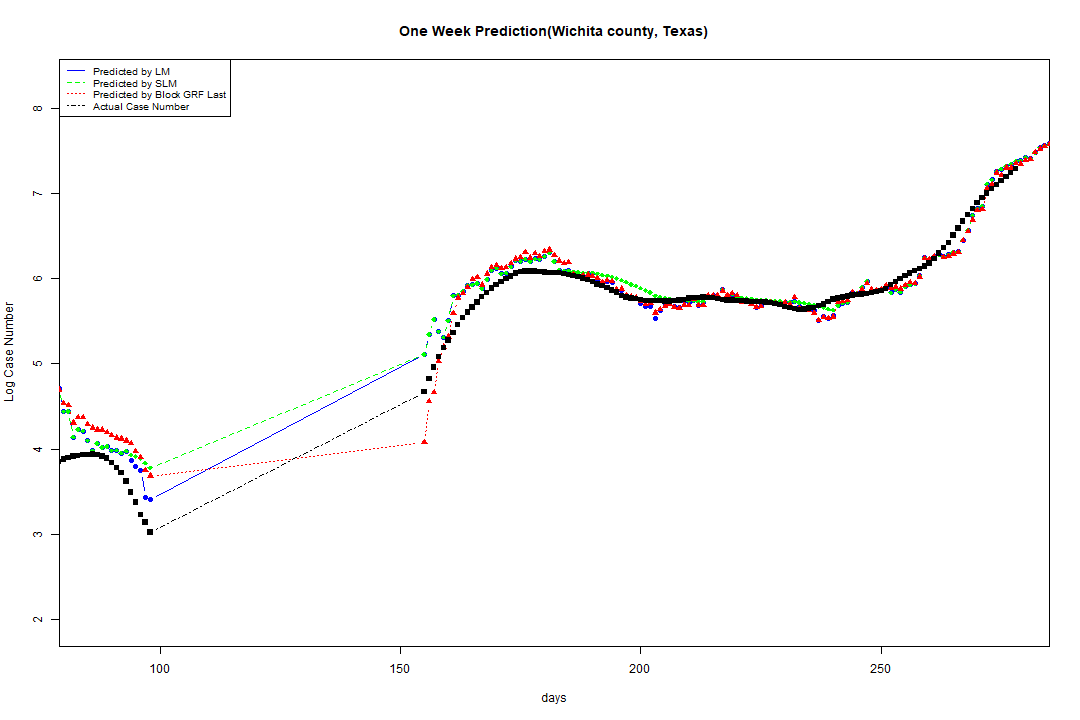 One Week Prediction(Wichita county, Texas)
Predicted by LM
Predicted by SLM
Predicted by Block GRF Last
Actual Case Number
8
7
6
5
4
3
2
Log Case Number
100 150 200 250
days